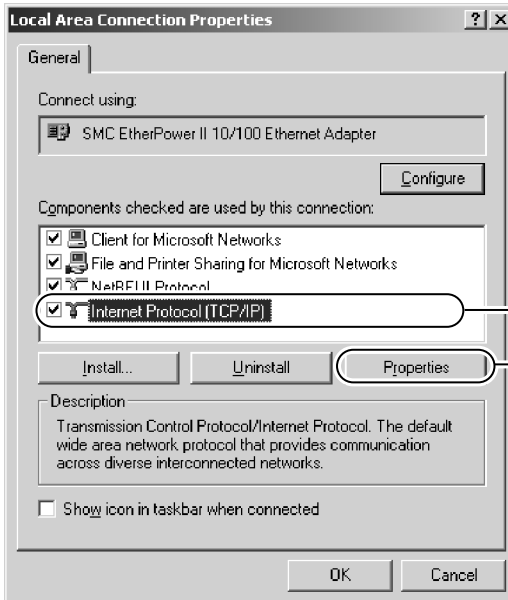 Local Area Connection Properties
General
Connect using:
SMC EtherPower II 10/100 Ethernet Adapter
Configure
Components checked are used by this connection:
Client for Microsoft Networks
File and Printer Sharing for Microsoft Networks
NetBEUI Protocol
Internet Protocol (TCP/IP)
Install... Uninstall Properties
Description
Transmission Control Protocol/Internet Protocol. The default
wide area network protocol that provides communication
across diverse interconnected networks.
Show icon in taskbar when connected
OK Cancel